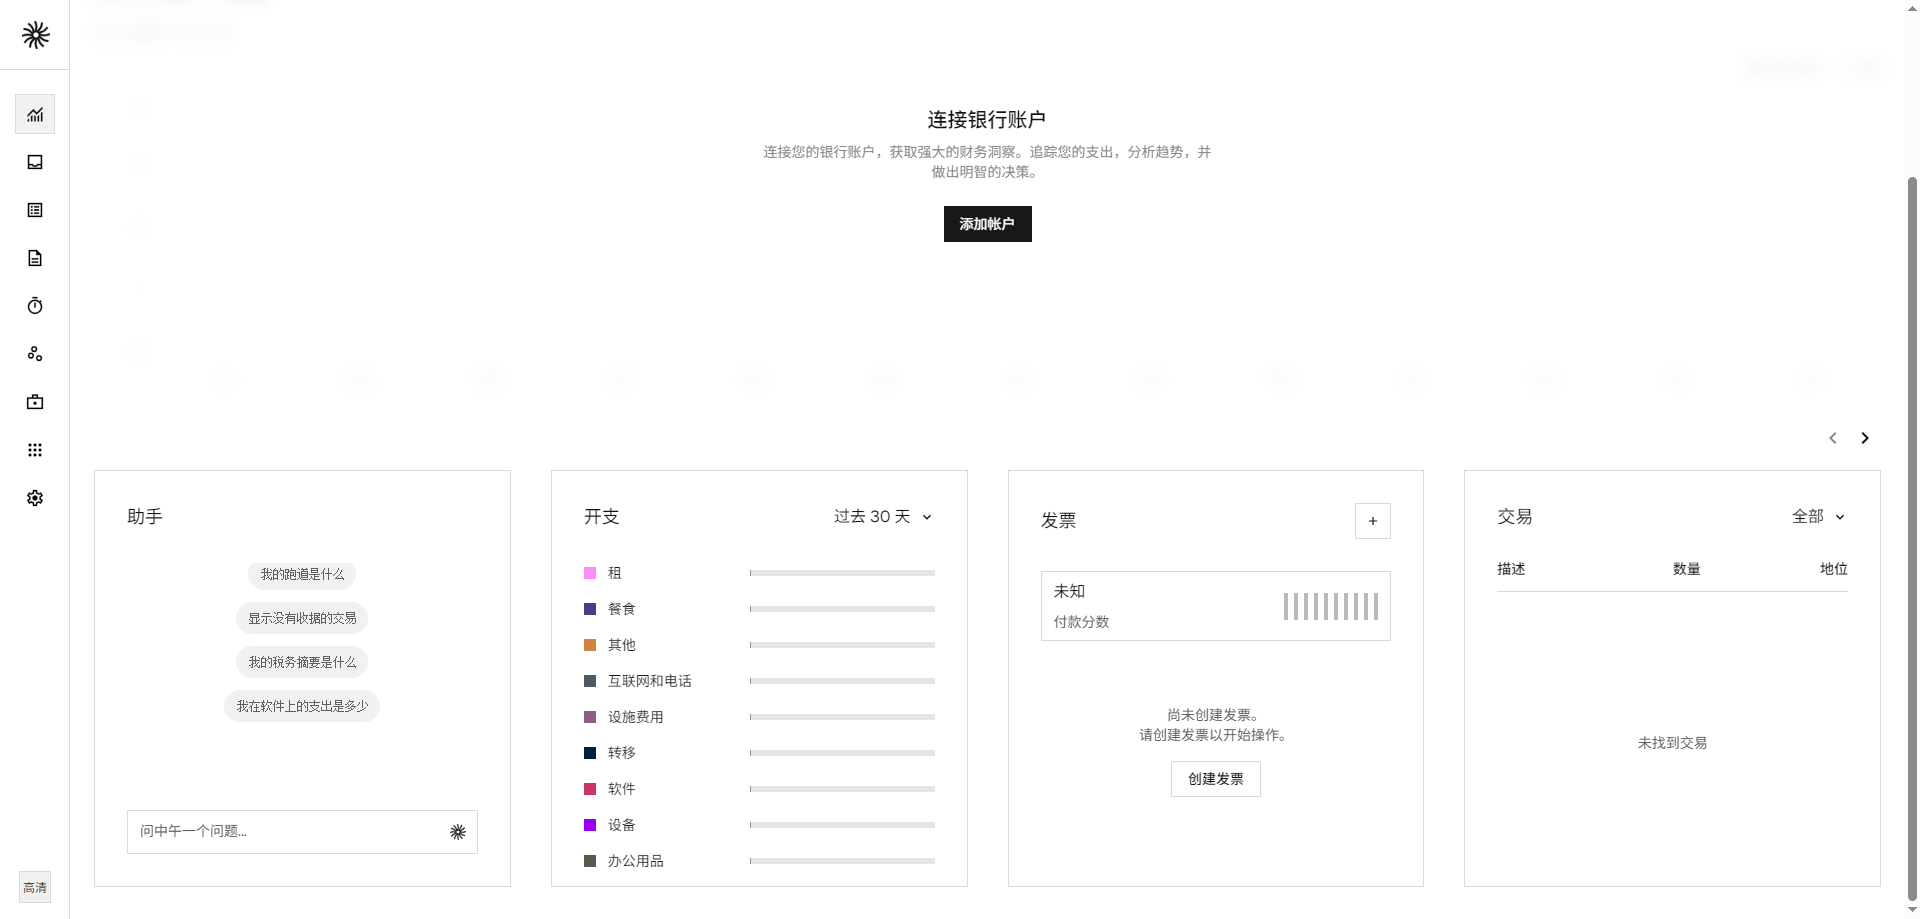 连接银行账户
连接您的银行账户，获取强大的财务洞察。追踪您的支出，分析趋势，并
做出明智的决策。
添加帐户
助手
我的跑道是什么
显示没有收据的交易
我的税务摘要是什么
我在软件上的支出是多少
问中午一个问题...
开支
过去 30 天
租
餐食
其他
互联网和电话
设施费用
转移
软件
设备
办公用品
发票
+
未知
付款分数
尚未创建发票。
请创建发票以开始操作。
创建发票
交易
全部
描述 数量 地位
未找到交易
高清